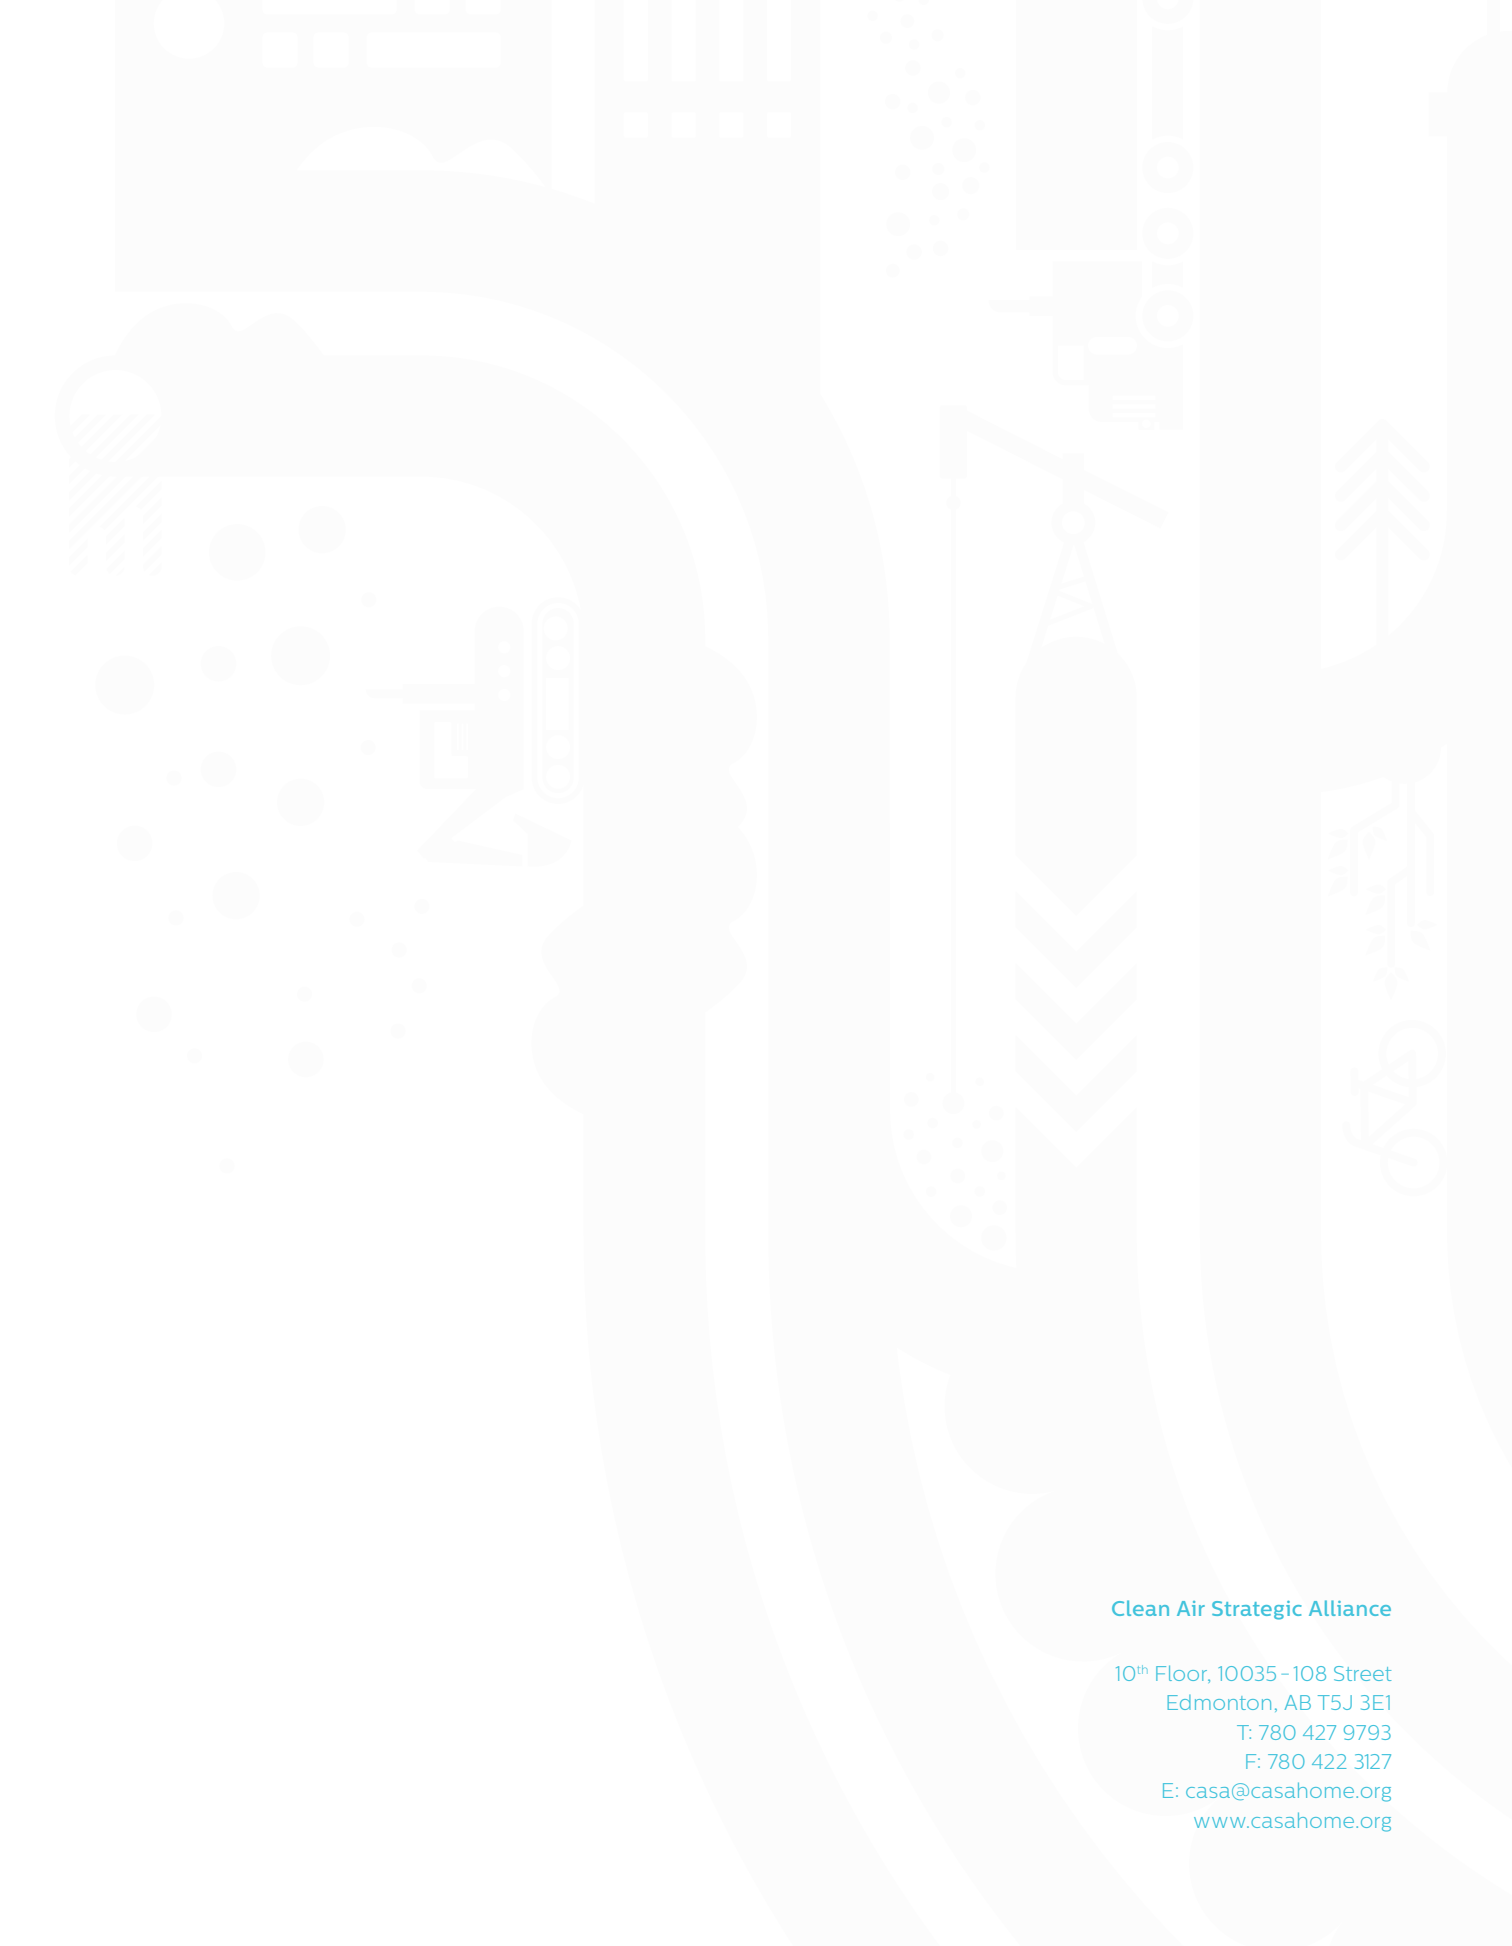 Clean Air Strategic Alliance
10th Floor, 10035–108 Street
Edmonton, AB T5J 3E1
T: 780 427 9793
F: 780 422 3127
E: casa@casahome.org
www.casahome.org